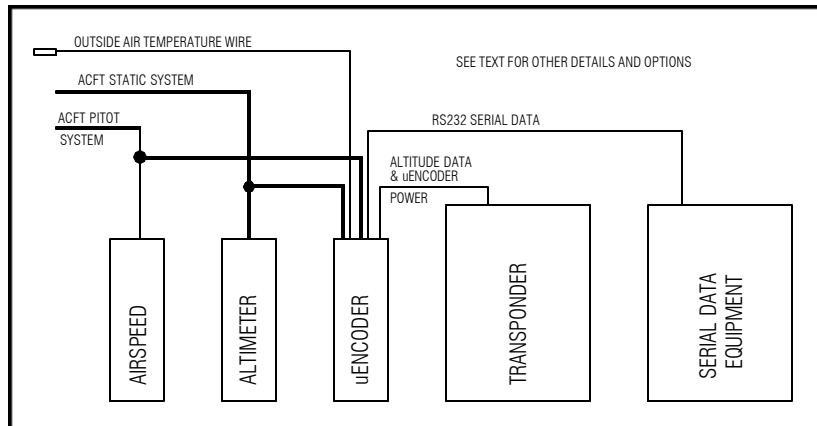 OUTSIDE AIR TEMPERATURE WIRE
SEE TEXT FOR OTHER DETAILS AND OPTIONS
ACFT STATIC SYSTEM
ACFT PITOT
SYSTEM
RS232 SERIAL DATA
ALTITUDE DATA
& uENCODER
POWER
AIRSPEED
ALTIMETER
uENCODER
TRANSPONDER
SERIAL DATA
EQUIPMENT